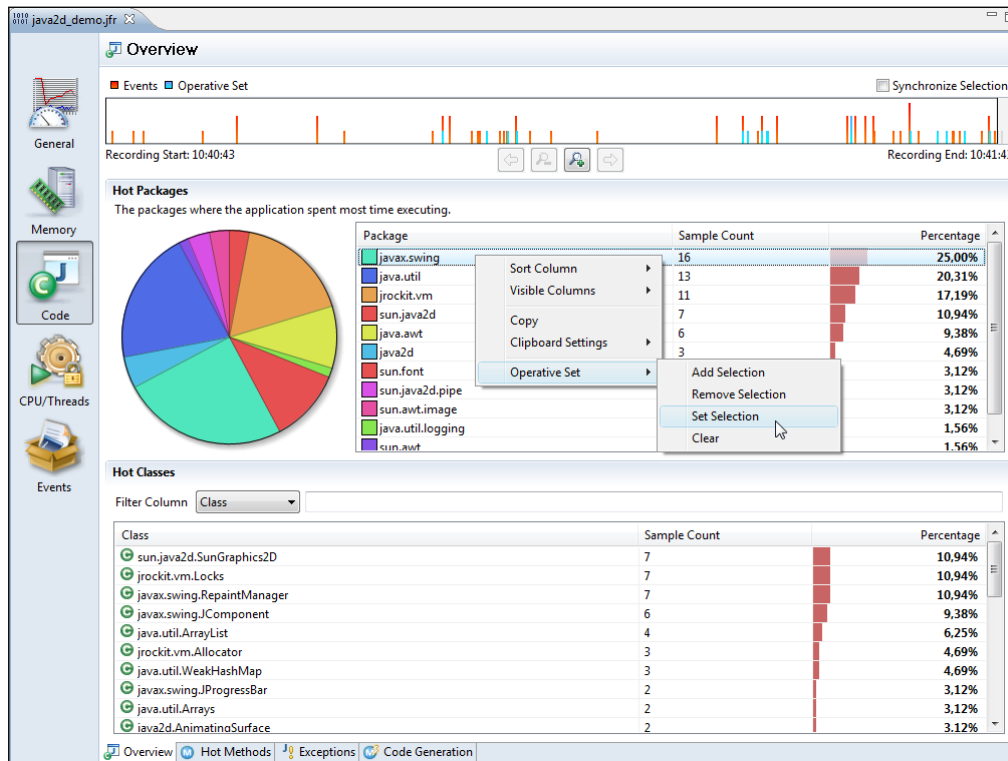 java2d_demo.jfr
Overview
Events Operative Set Synchronize Selection
Recording Start: 10:40:43 Recording End: 10:41:4
General
Memory
Code
CPU/Threads
Events
Hot Packages
The packages where the application spent most time executing.
Package Sample Count Percentage
javax.swing 16 25,00%
java.util 13 20,31%
jrockit.vm 11 17,19%
sun.java2d 7 10,94%
java.awt 6 9,38%
java2d 3 4,69%
sun.font 3,12%
sun.java2d.pipe 3,12%
sun.awt.image 3,12%
java.util.logging 1,56%
sun.awt 1,56%
Sort Column
Visible Columns
Copy
Clipboard Settings
Operative Set
Add Selection
Remove Selection
Set Selection
Clear
Hot Classes
Filter Column Class
Class Sample Count Percentage
sun.java2d.SunGraphics2D 7 10,94%
jrockit.vm.Locks 7 10,94%
javax.swing.RepaintManager 7 10,94%
javax.swing.JComponent 6 9,38%
java.util.ArrayList 4 6,25%
jrockit.vm.Allocator 3 4,69%
java.util.WeakHashMap 3 4,69%
javax.swing.JProgressBar 2 3,12%
java.util.Arrays 2 3,12%
java2d.AnimatingSurface 2 3,12%
Overview Hot Methods Exceptions Code Generation